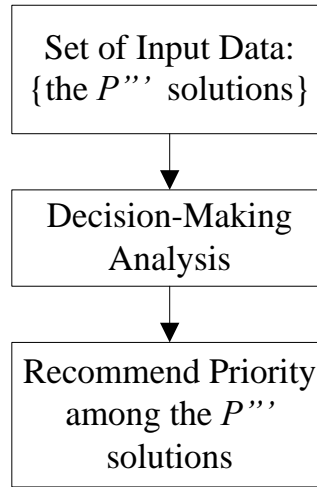 Set of Input Data:
{the P”’ solutions}
Decision-Making
Analysis
Recommend Priority
among the P”’
solutions